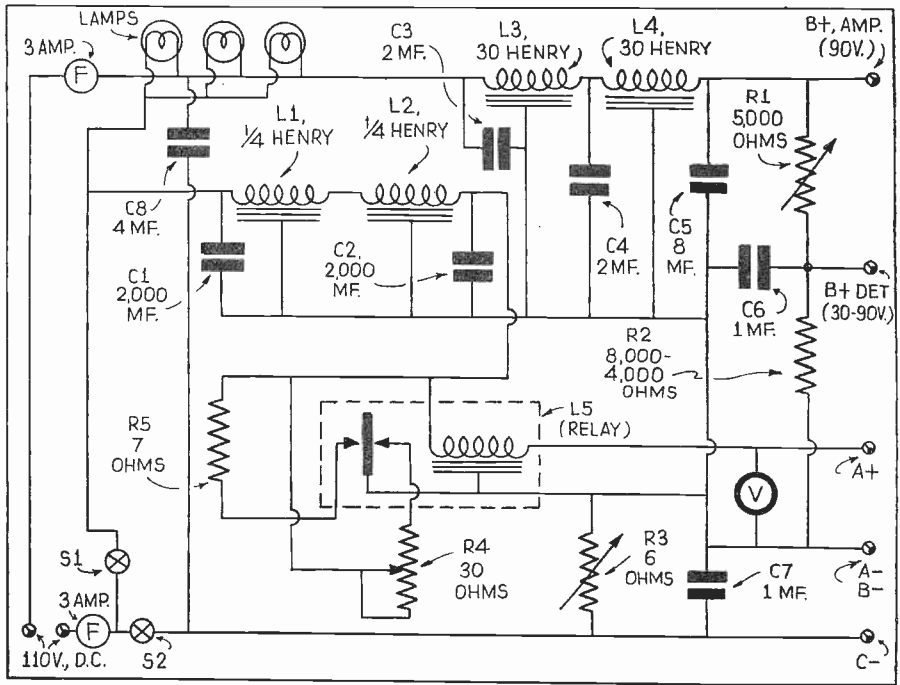 LAMPS
3 AMP.
F
C3
2 MF.
L3,
30 HENRY
L4,
30 HENRY
B+, AMP.
(90V.)
R1
5,000
OHMS
L1,
1/4 HENRY
L2,
1/4 HENRY
C8
4 MF.
C1
2,000
MF.
C2,
2,000
MF.
C4
2 MF.
C5
8
MF.
C6
1 MF.
B+ DET
(30-90V.)
R2
8,000-
4,000
OHMS
R5
7
OHMS
L5
(RELAY)
A+
V
S1
R4
30
OHMS
R3
6
OHMS
C7
1 MF.
A-
B-
3 AMP.
F
110V., D.C.
S2
C-